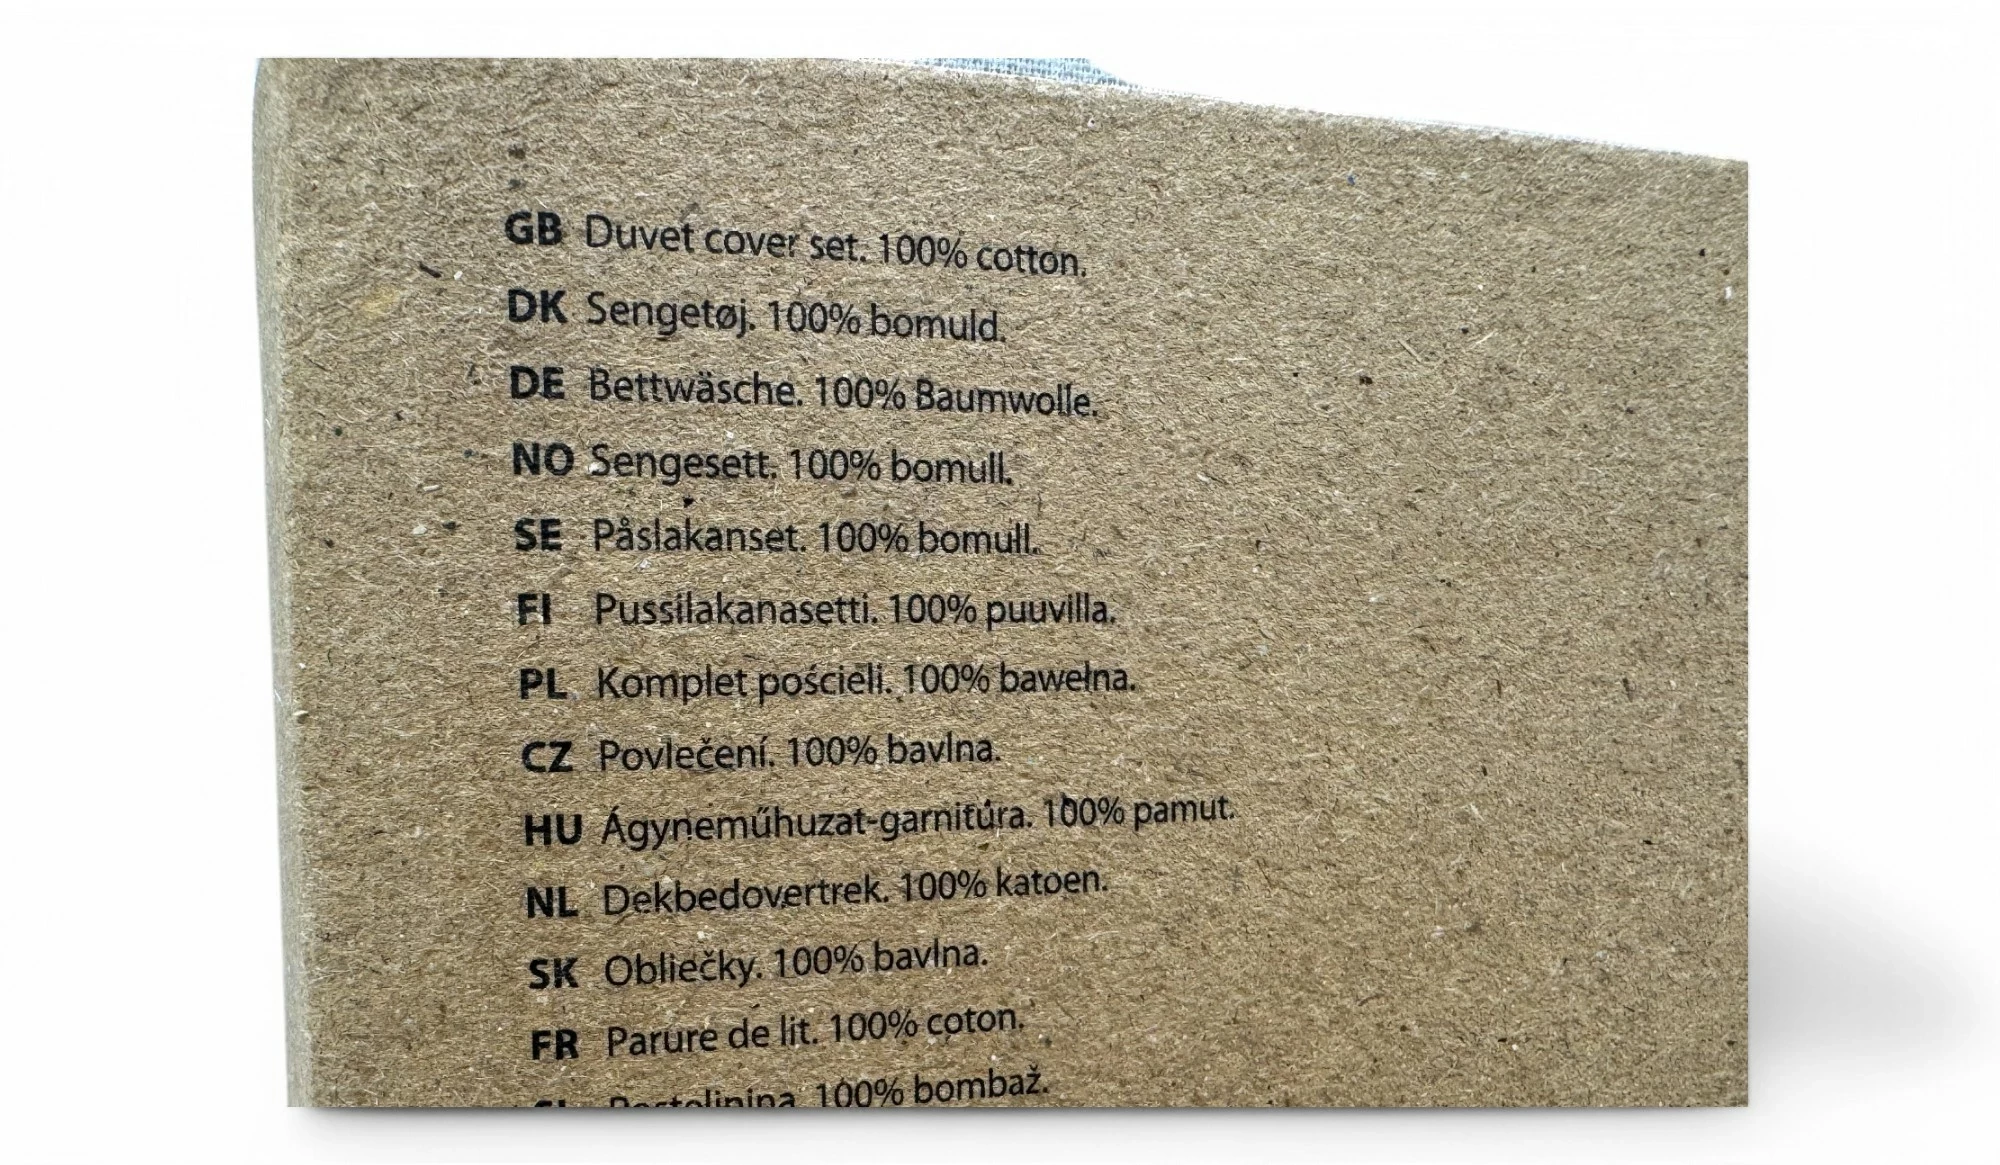 GB Duvet cover set. 100% cotton.
DK Sengetøj. 100% bomuld.
DE Bettwäsche. 100% Baumwolle.
NO Sengesett. 100% bomull.
SE Påslakanset. 100% bomull.
FI Pussilakanasetti. 100% puuvilla.
PL Komplet pościeli. 100% bawełna.
CZ Povlečení. 100% bavlna.
HU Ágyneműhuzat-garnitúra. 100% pamut.
NL Dekbedovertrek. 100% katoen.
SK Obliečky. 100% bavlna.
FR Parure de lit. 100% coton.
100% bombaž.